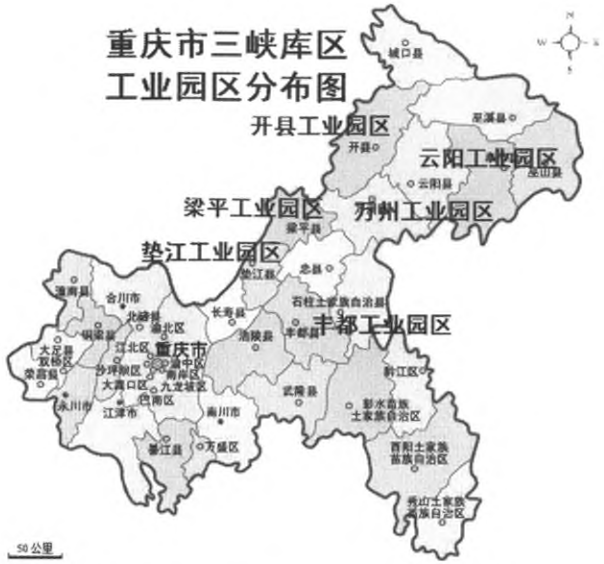 重庆市三峡库区
工业园区分布图
N
W
S
城口县
巫溪县
开县工业园区
开县
云阳工业园区
巫山县
云阳县
梁平工业园区
万州工业园区
梁平县
垫江工业园区
垫江县
忠县
潼南县
合川市
长寿县
石柱土家族自治县
丰都工业园区
北碚县
渝北区
铜梁县
涪陵县
丰都县
大足县
江北区
重庆市
双桥区
沙坪坝区
渝中区
荣昌县
南岸区
大渡口区
九龙坡区
黔江区
永川市
巴南区
武隆县
江津市
南川市
彭水苗族
土家族自治区
綦江县
万盛区
酉阳土家族
苗族自治区
秀山土家族
苗族自治区
50 公里